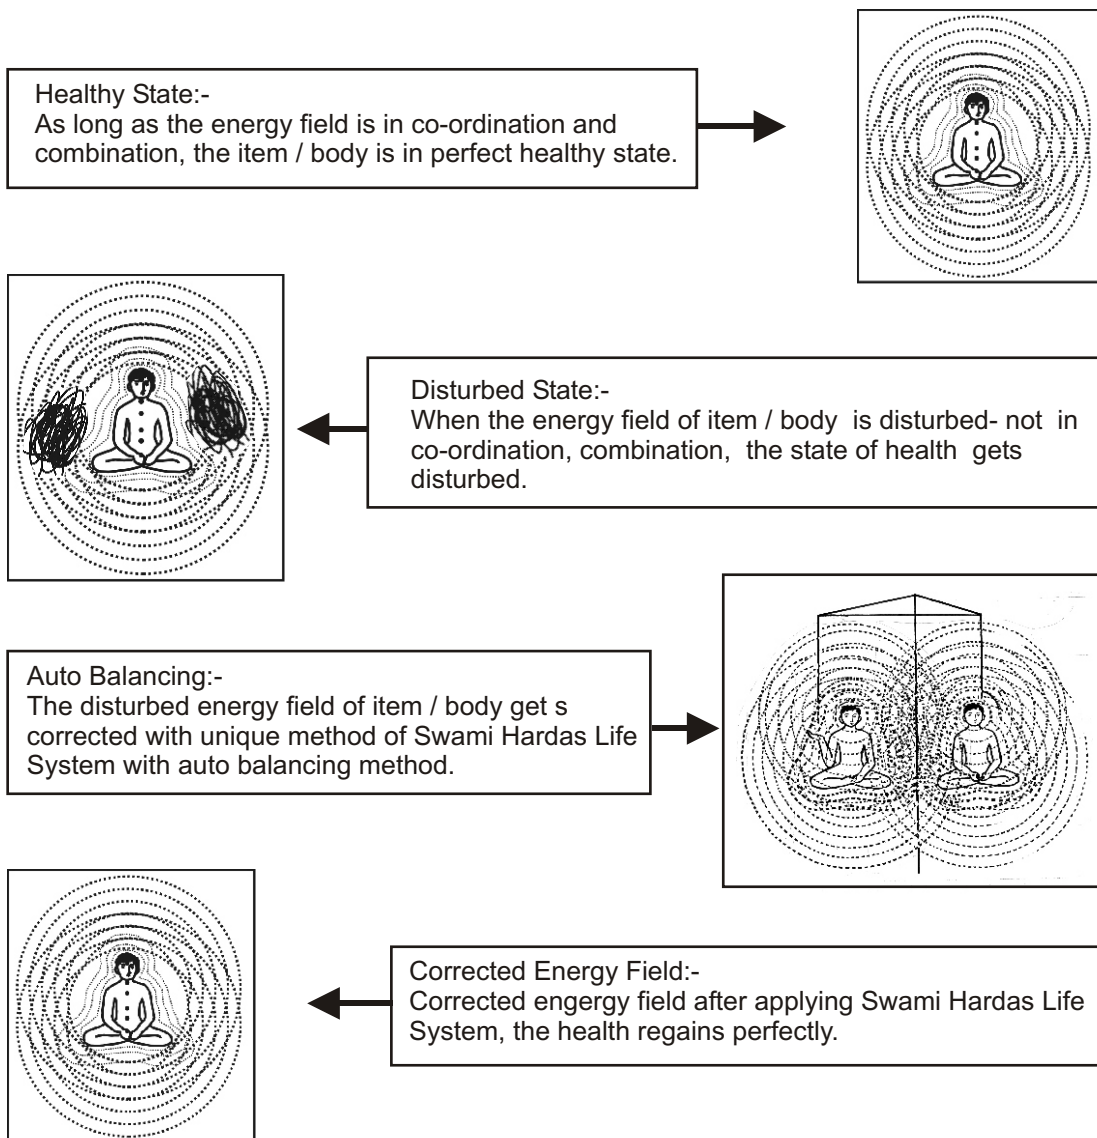 Healthy State:-
As long as the energy field is in co-ordination and
combination, the item / body is in perfect healthy state.
Disturbed State:-
When the energy field of item / body is disturbed- not in
co-ordination, combination, the state of health gets
disturbed.
Auto Balancing:-
The disturbed energy field of item / body get s
corrected with unique method of Swami Hardas Life
System with auto balancing method.
Corrected Energy Field:-
Corrected engergy field after applying Swami Hardas Life
System, the health regains perfectly.